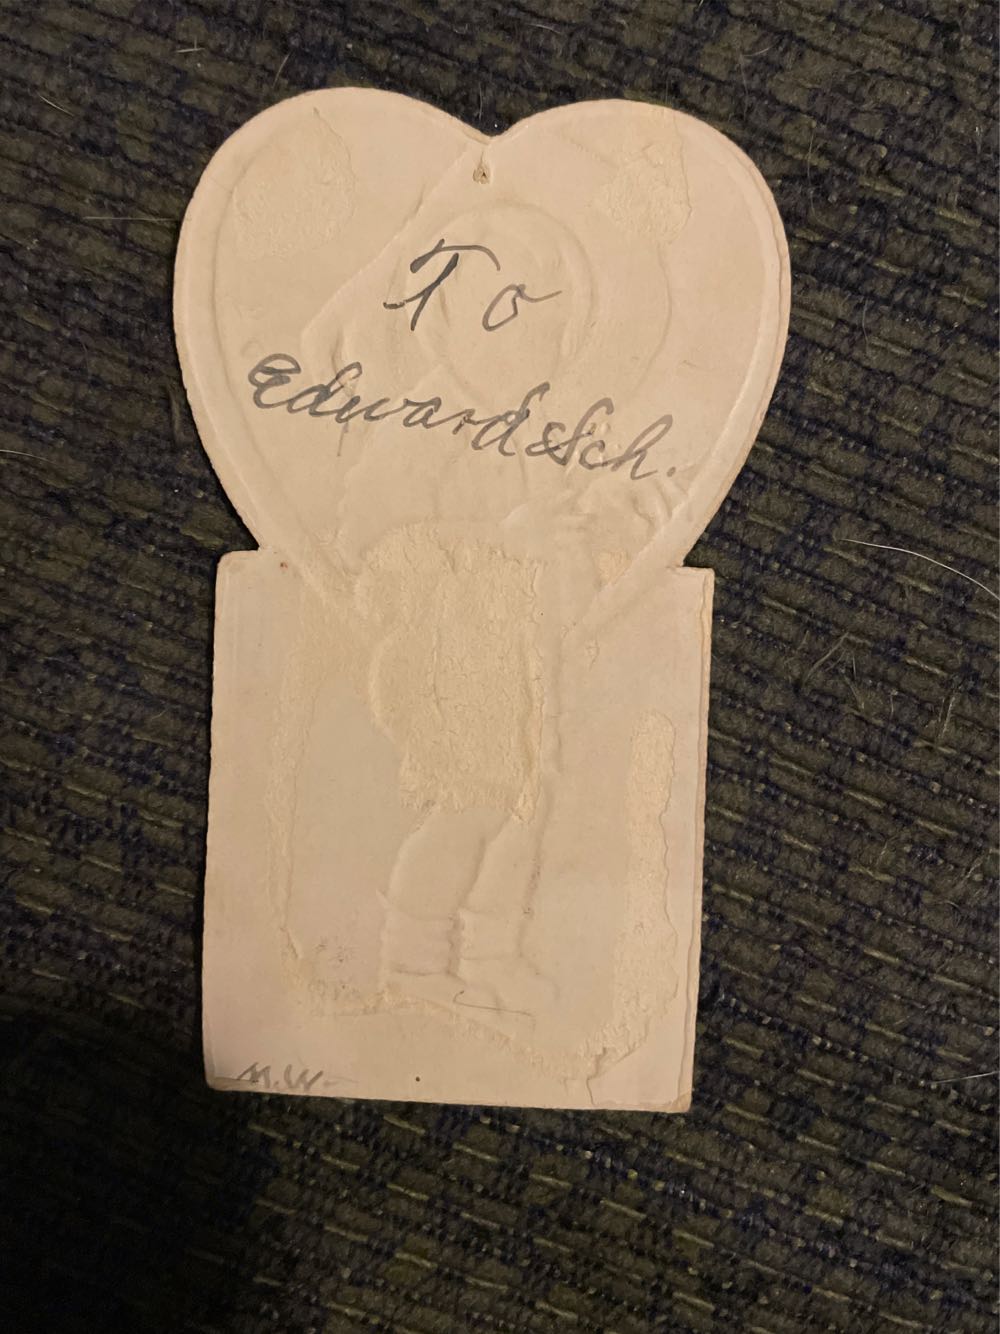 To
Edward Sch.
M.W-